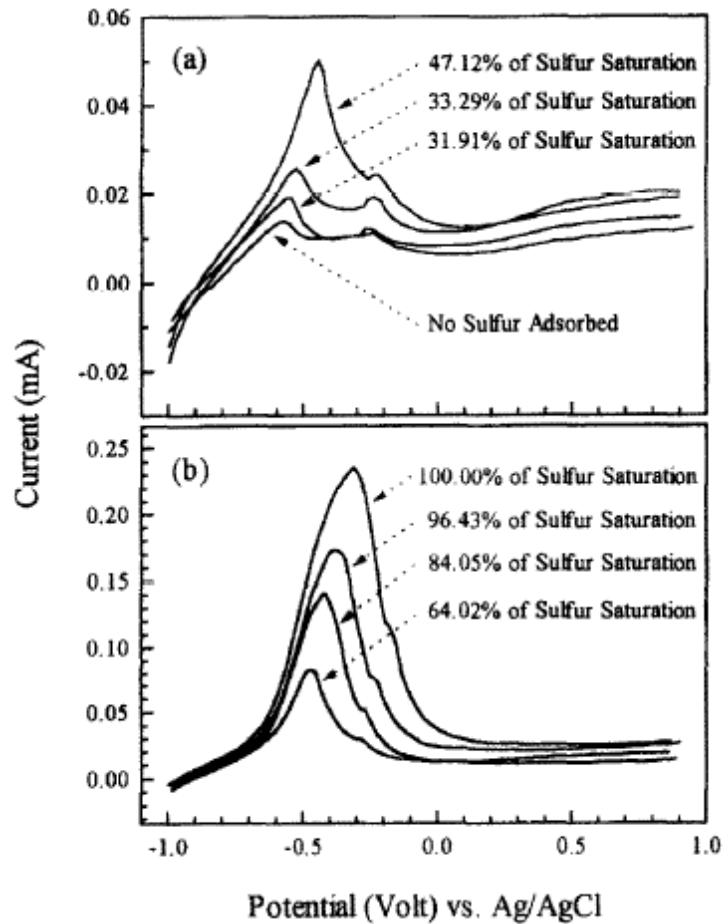 0.06
(a)
47.12% of Sulfur Saturation
0.04
33.29% of Sulfur Saturation
31.91% of Sulfur Saturation
0.02
0.00
No Sulfur Adsorbed
-0.02
Current (mA)
(b)
0.25
100.00% of Sulfur Saturation
0.20
96.43% of Sulfur Saturation
84.05% of Sulfur Saturation
0.15
64.02% of Sulfur Saturation
0.10
0.05
0.00
-1.0 -0.5 0.0 0.5 1.0
Potential (Volt) vs. Ag/AgCl